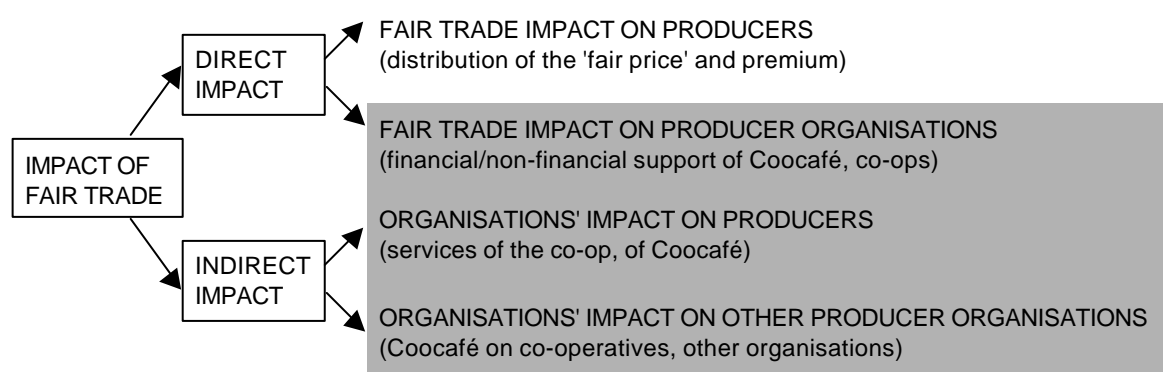 FAIR TRADE IMPACT ON PRODUCERS
(distribution of the 'fair price' and premium)
DIRECT
IMPACT
FAIR TRADE IMPACT ON PRODUCER ORGANISATIONS
(financial/non-financial support of Coocafé, co-ops)
IMPACT OF
FAIR TRADE
ORGANISATIONS' IMPACT ON PRODUCERS
(services of the co-op, of Coocafé)
INDIRECT
IMPACT
ORGANISATIONS' IMPACT ON OTHER PRODUCER ORGANISATIONS
(Coocafé on co-operatives, other organisations)